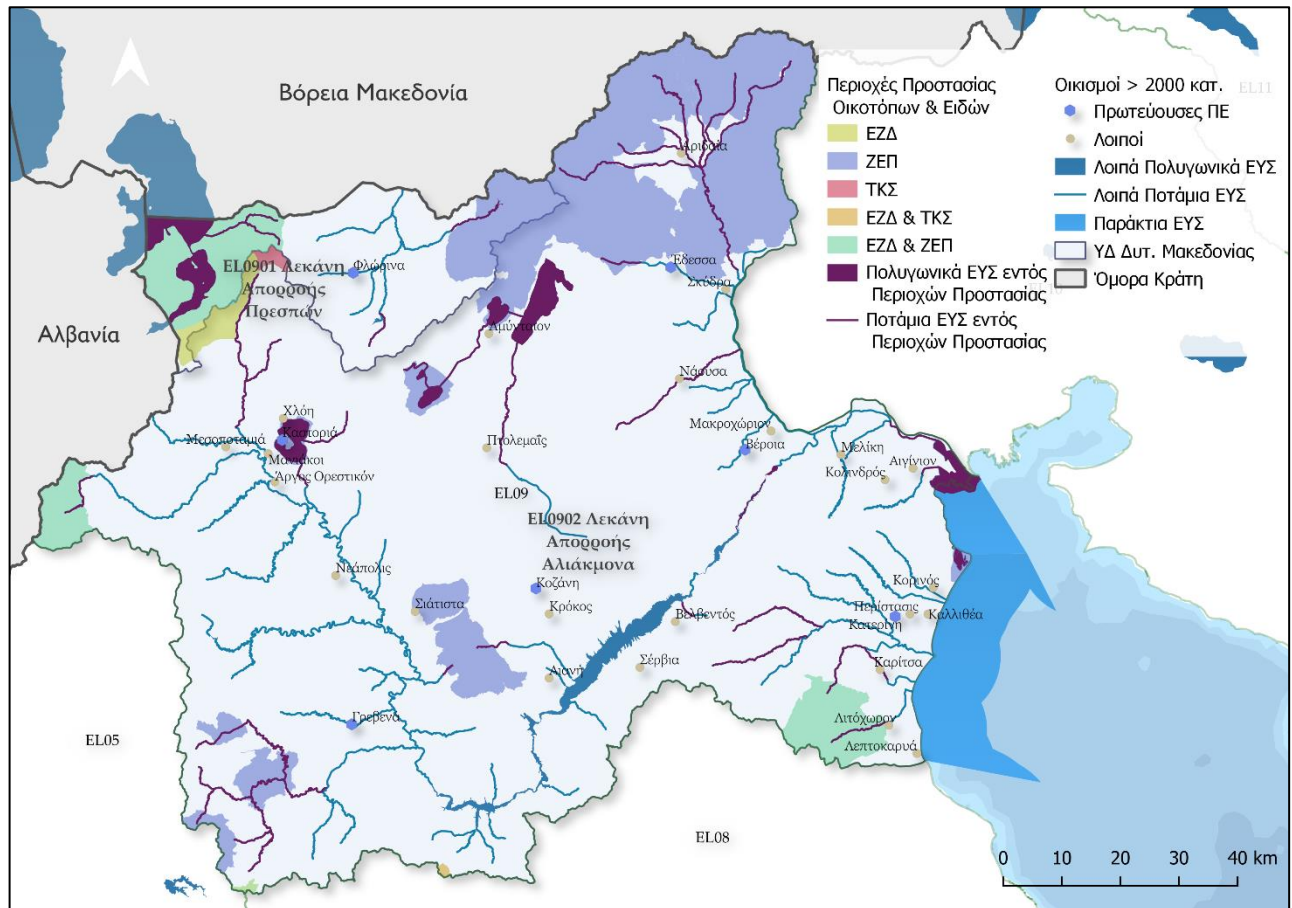 Βόρεια Μακεδονία
Αλβανία
Περιοχές Προστασίας
Οικοτόπων & Ειδών
ΕΖΔ
ΖΕΠ
ΤΚΣ
ΕΖΔ & ΤΚΣ
ΕΖΔ & ΖΕΠ
Πολυγωνικά ΕΥΣ εντός
Περιοχών Προστασίας
Ποτάμια ΕΥΣ εντός
Περιοχών Προστασίας
Οικισμοί > 2000 κατ.
Πρωτεύουσες ΠΕ
Λοιποί
Λοιπά Πολυγωνικά ΕΥΣ
Λοιπά Ποτάμια ΕΥΣ
Παράκτια ΕΥΣ
ΥΔ Δυτ. Μακεδονίας
Όμορα Κράτη
EL11
Αριδαία
EL0901 Λεκάνη
Απορροής
Πρεσπών
Φλώρινα
Έδεσσα
Σκύδρα
Αμύνταιον
Νάουσα
Χλόη
Καστοριά
Μεσοποταμιά
Μανιάκοι
Άργος Ορεστικόν
Πτολεμαΐς
Μακροχώριον
Βέροια
Μελίκη
Κολινδρός
Αιγίνιον
EL09
EL0902 Λεκάνη
Απορροής
Αλιάκμονα
Νεάπολις
Κοζάνη
Σιάτιστα
Κρόκος
Βελβεντός
Κορινός
Περίστασις
Κατερίνη
Καλλιθέα
Αιανή
Σέρβια
Καρίτσα
Γρεβενά
Λιτόχωρον
Λεπτοκαρυά
EL05
EL08
0 10 20 30 40 km